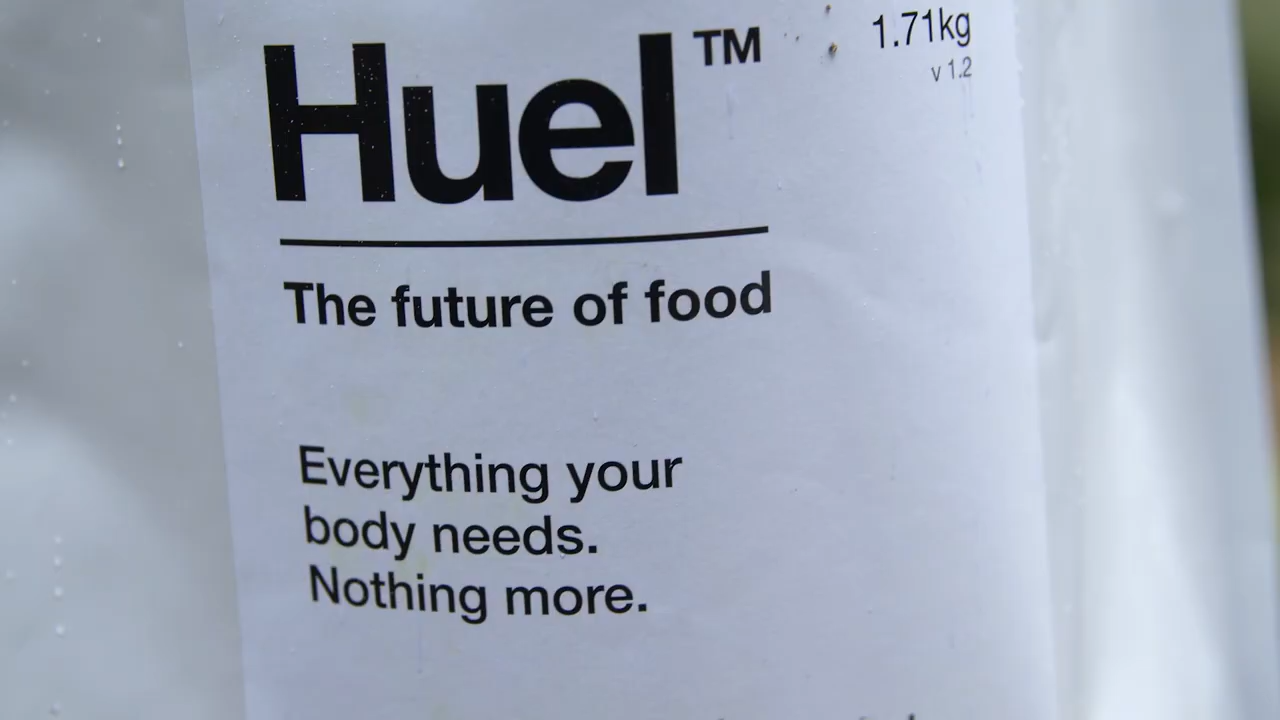 Huel™
1.71kg
v 1.2
The future of food
Everything your
body needs.
Nothing more.